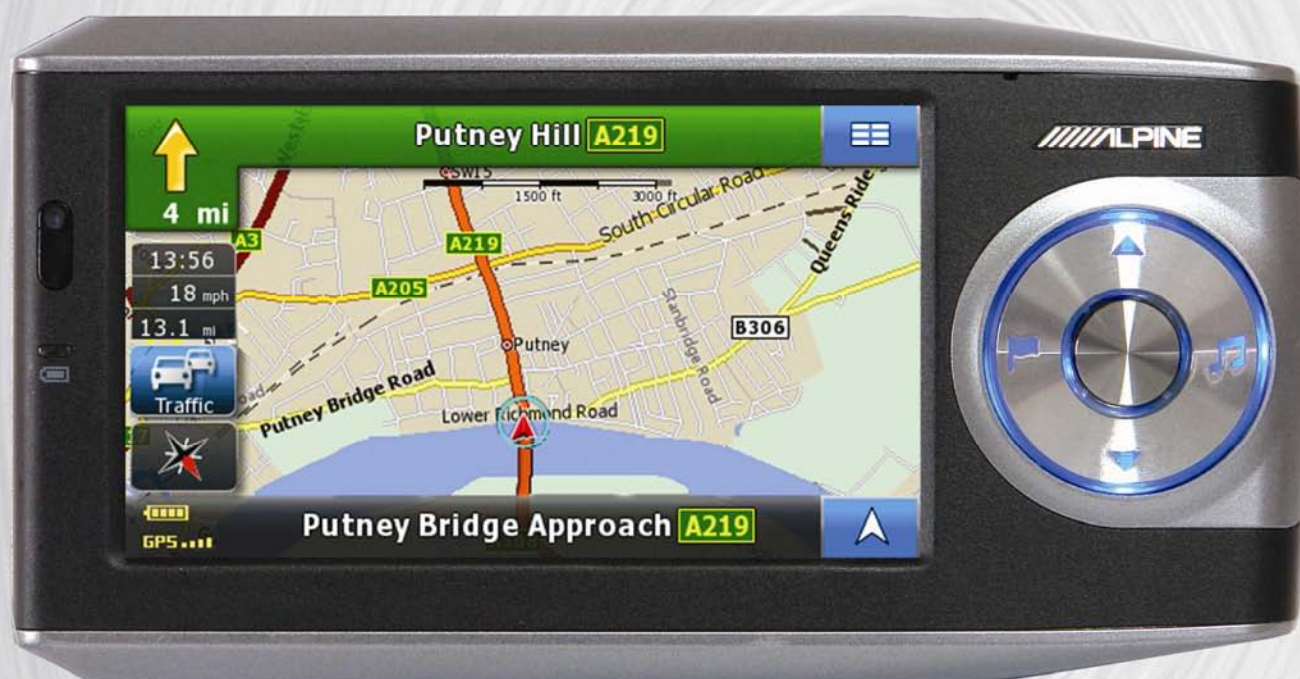 Putney Hill A219
4 mi
ALPINE
SW15
1500 ft
3000 ft
South Circular Road
Queens Ride
A3
A219
13:56
18 mph
A205
13.1 mi
Stanbridge Road
B306
Putney
Traffic
Putney Bridge Road
Lower Richmond Road
Putney Bridge Approach A219
GPS